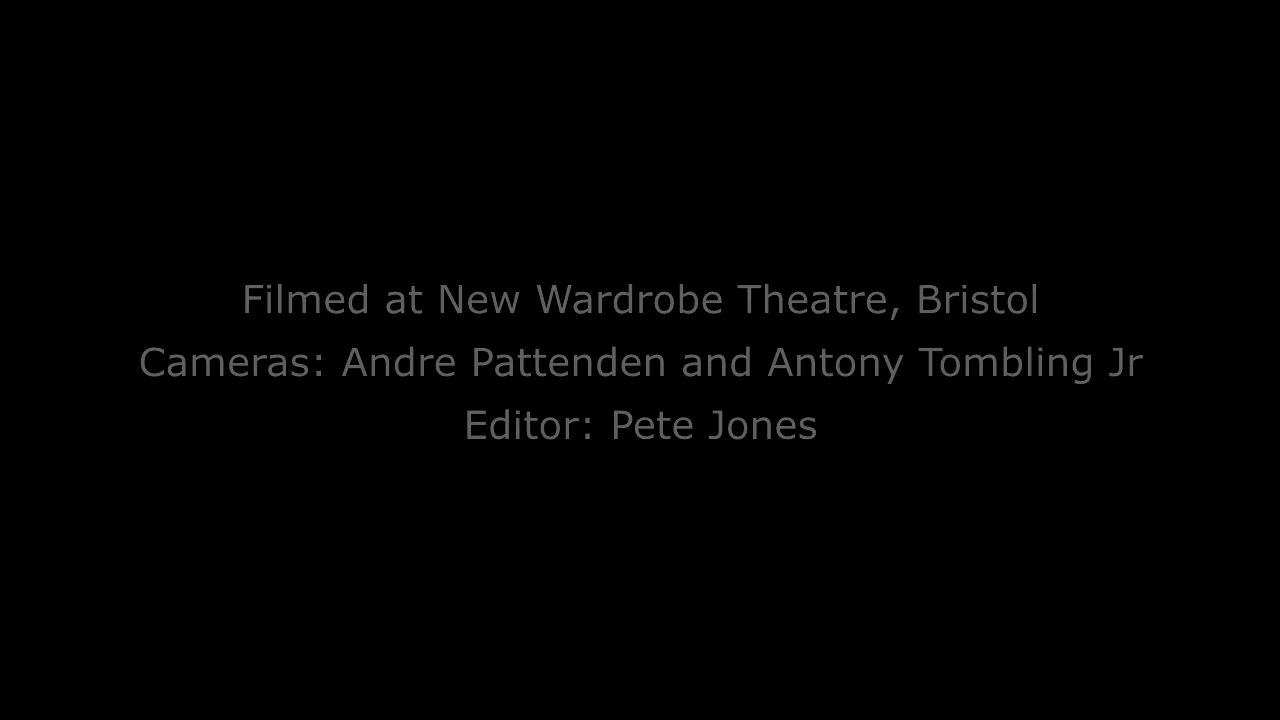 Filmed at New Wardrobe Theatre, Bristol
Cameras: Andre Pattenden and Antony Tombling Jr
Editor: Pete Jones